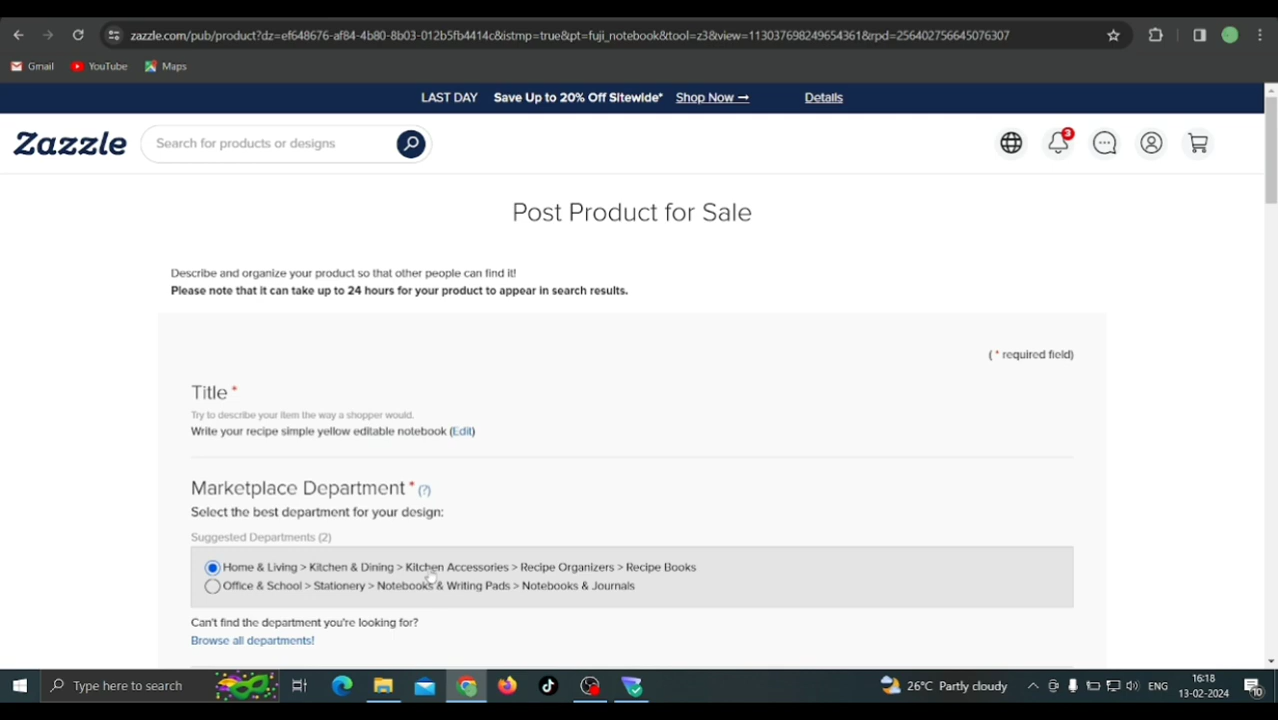 zazzle.com/pub/product?dz=ef648676-af84-4b80-8b03-012b5fb4414c&istmp=true&pt=fuji_notebook&tool=z3&view=113037698249654361&rpd=256402756645076307
Gmail YouTube Maps
LAST DAY Save Up to 20% Off Sitewide* Shop Now → Details
Zazzle Search for products or designs 3
Post Product for Sale
Describe and organize your product so that other people can find it!
Please note that it can take up to 24 hours for your product to appear in search results.
( * required field)
Title *
Try to describe your item the way a shopper would.
Write your recipe simple yellow editable notebook (Edit)
Marketplace Department * (?)
Select the best department for your design:
Suggested Departments (2)
Home & Living > Kitchen & Dining > Kitchen Accessories > Recipe Organizers > Recipe Books
Office & School > Stationery > Notebooks & Writing Pads > Notebooks & Journals
Can't find the department you're looking for?
Browse all departments!
Type here to search 26°C Partly cloudy ENG 16:18
13-02-2024 10